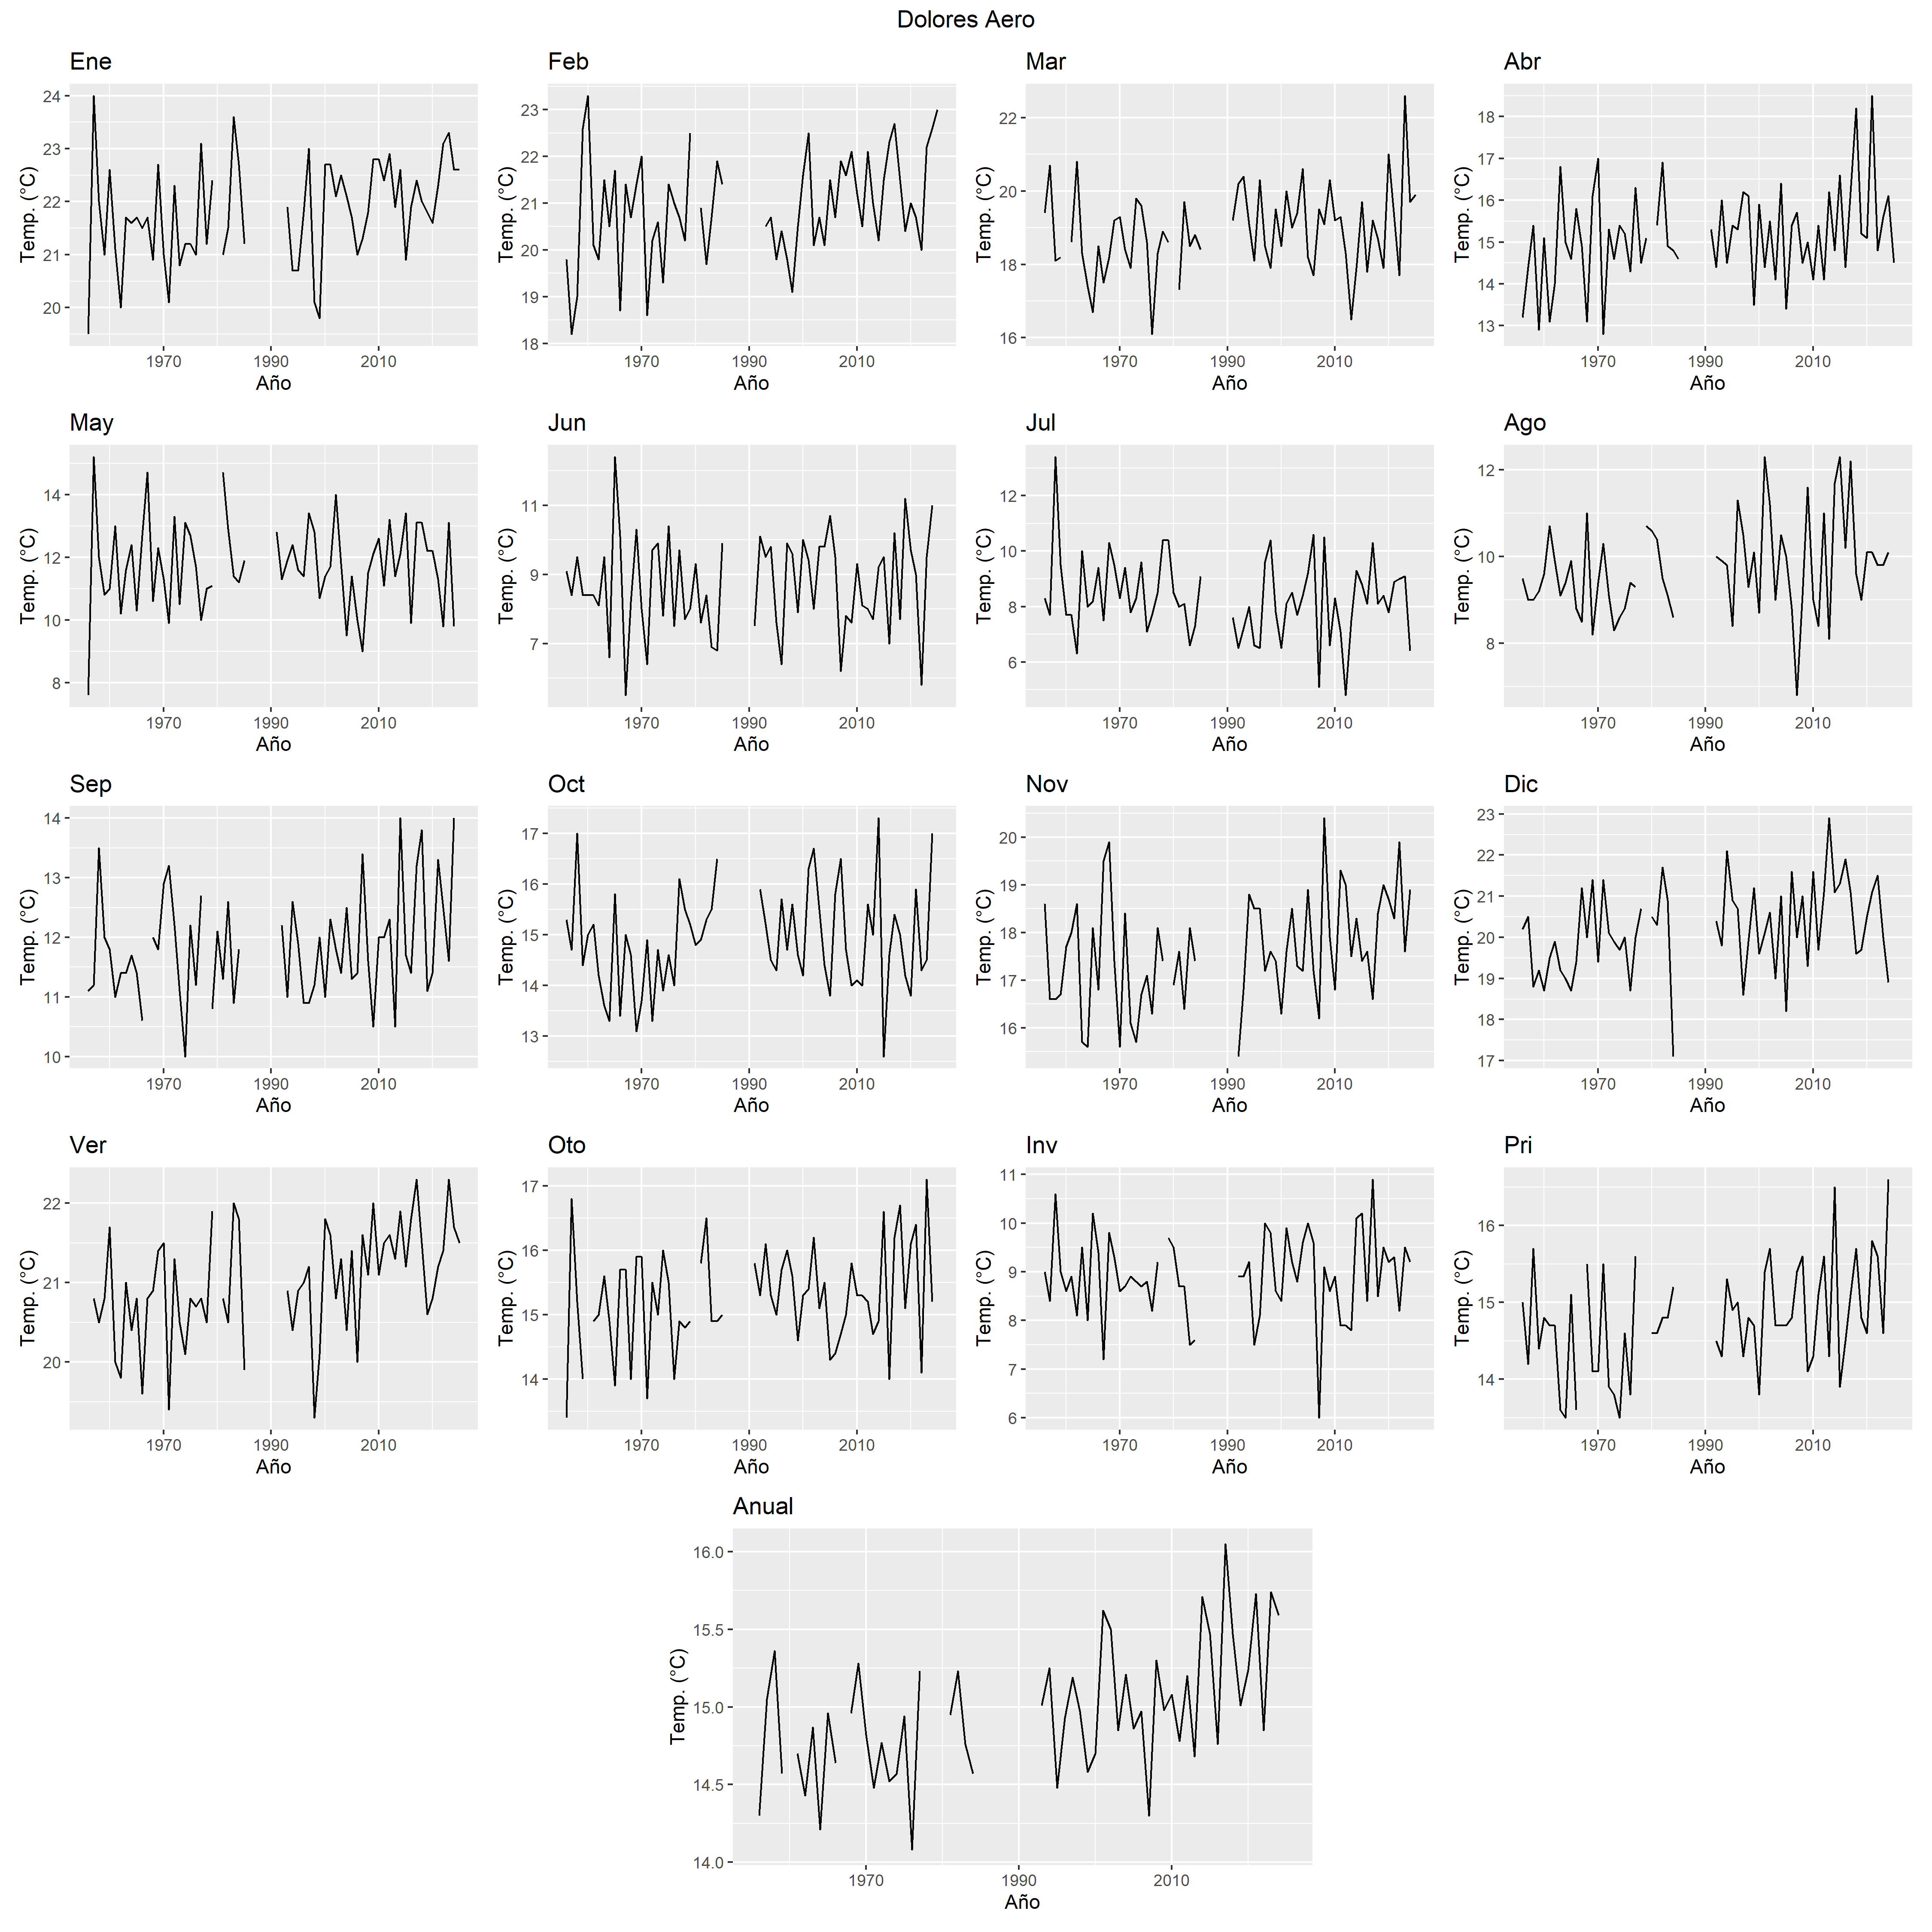 Dolores Aero
Ene Feb Mar Abr
Temp. (°C) 24 23 22 21 20
Temp. (°C) 23 22 21 20 19 18
Temp. (°C) 22 20 18 16
Temp. (°C) 18 17 16 15 14 13
1970 1990 2010 1970 1990 2010 1970 1990 2010 1970 1990 2010
Año Año Año Año
May Jun Jul Ago
Temp. (°C) 14 12 10 8
Temp. (°C) 11 9 7
Temp. (°C) 12 10 8 6
Temp. (°C) 12 10 8
1970 1990 2010 1970 1990 2010 1970 1990 2010 1970 1990 2010
Año Año Año Año
Sep Oct Nov Dic
Temp. (°C) 14 13 12 11 10
Temp. (°C) 17 16 15 14 13
Temp. (°C) 20 19 18 17 16
Temp. (°C) 23 22 21 20 19 18 17
1970 1990 2010 1970 1990 2010 1970 1990 2010 1970 1990 2010
Año Año Año Año
Ver Oto Inv Pri
Temp. (°C) 22 21 20
Temp. (°C) 17 16 15 14
Temp. (°C) 11 10 9 8 7 6
Temp. (°C) 16 15 14
1970 1990 2010 1970 1990 2010 1970 1990 2010 1970 1990 2010
Año Año Año Año
Anual
Temp. (°C) 16.0 15.5 15.0 14.5 14.0
1970 1990 2010
Año